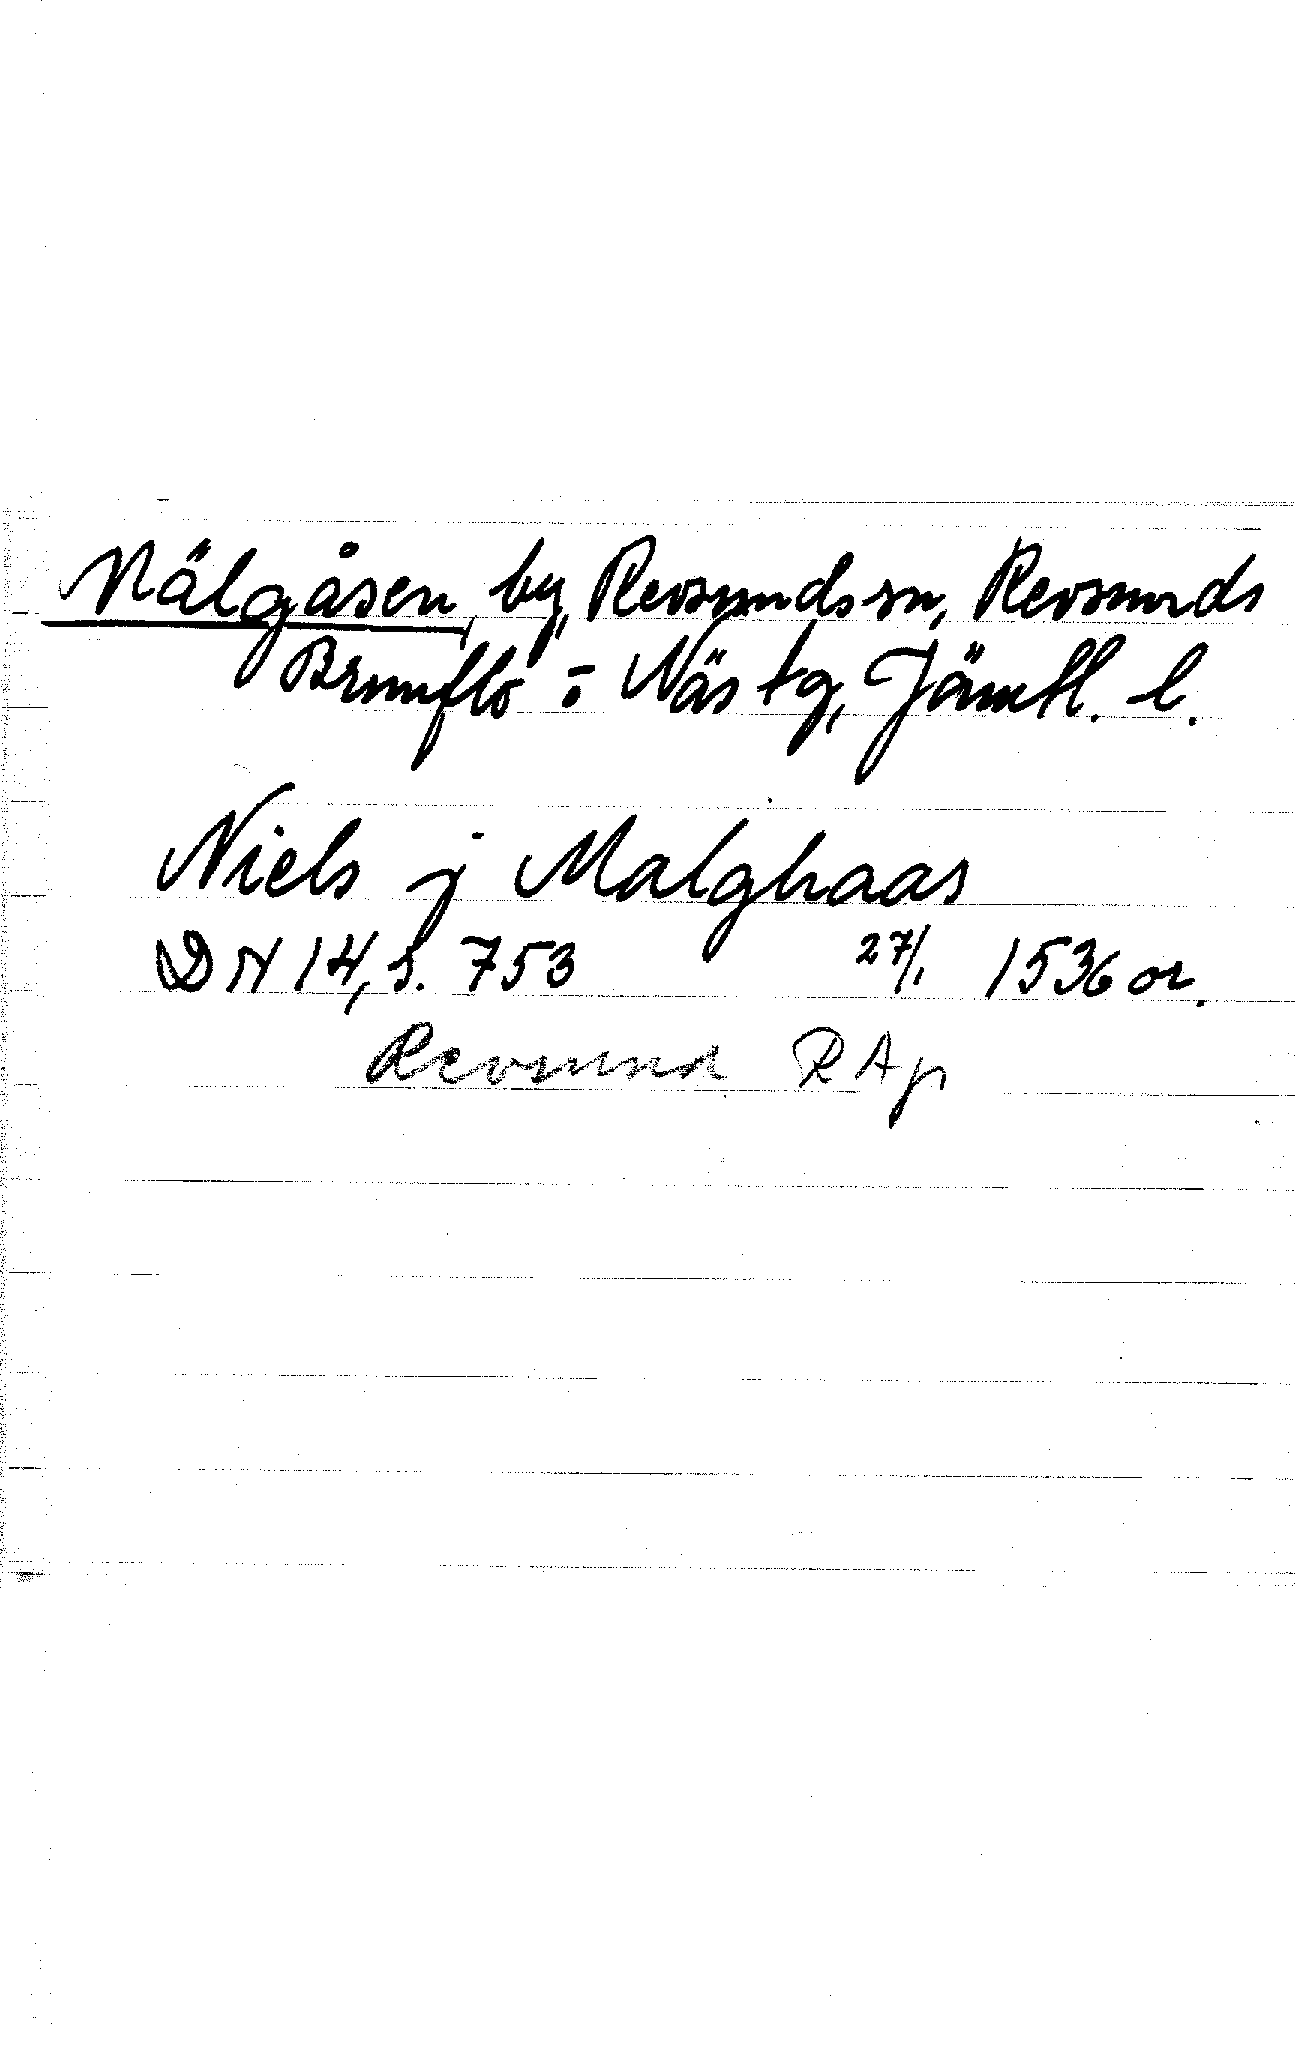 Mälgåsen, by, Revsunds sn, Revsunds
Brunflo o Näs tg, Jämtl. l.
Niels j Malghaas
DN 14, s. 753 27/1 1536 or.
Revsund RAp